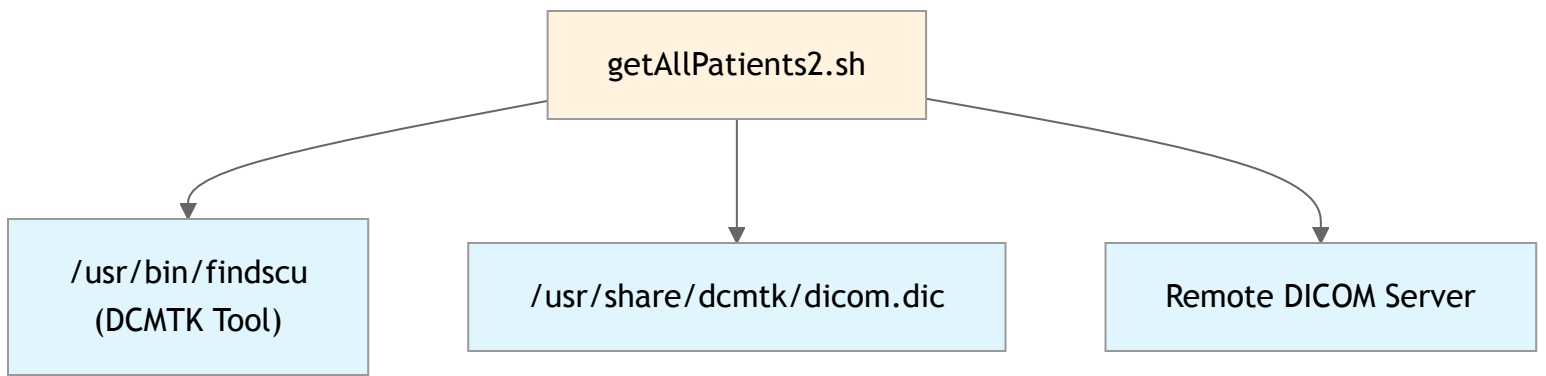 getAllPatients2.sh
/usr/bin/findscu
(DCMTK Tool)
/usr/share/dcmtk/dicom.dic
Remote DICOM Server